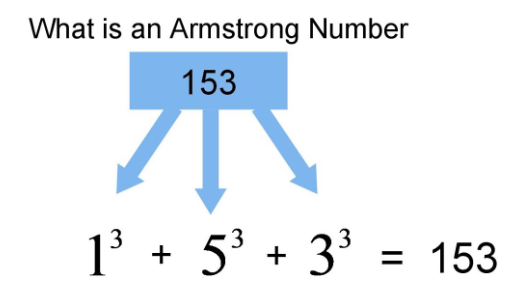 What is an Armstrong Number
153
1³ + 5³ + 3³ = 153